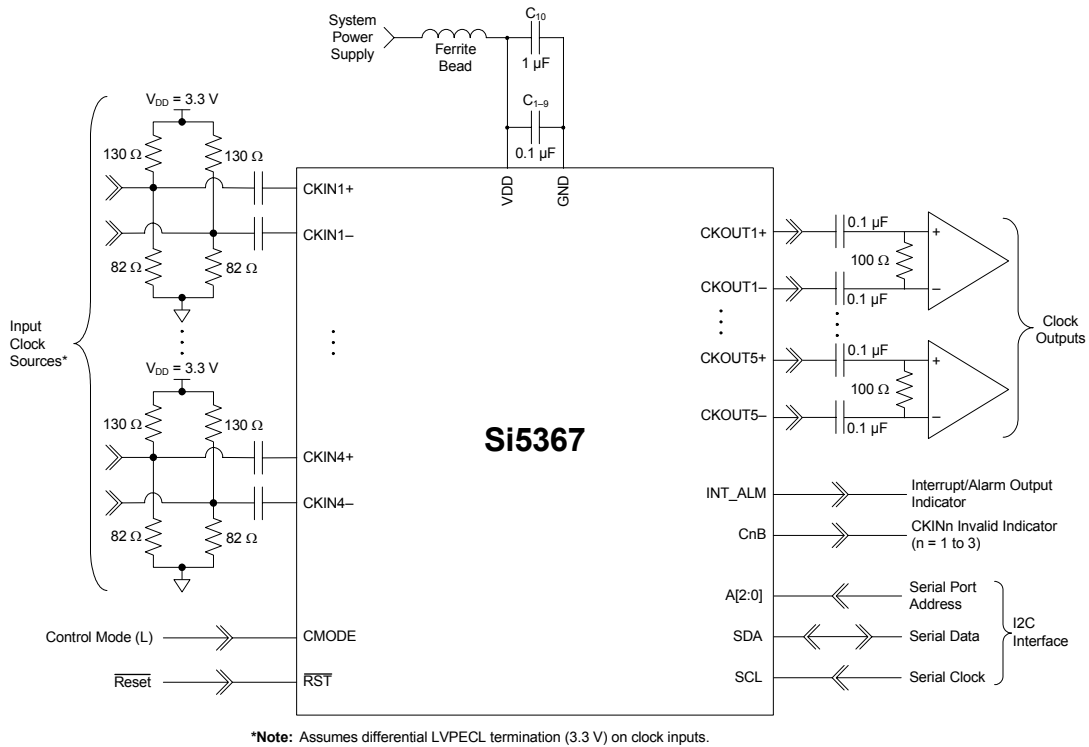 System
Power
Supply
Ferrite
Bead
C10
1 µF
C1–9
0.1 µF
VDD = 3.3 V
130 Ω
130 Ω
82 Ω
82 Ω
Input
Clock
Sources*
VDD = 3.3 V
130 Ω
130 Ω
82 Ω
82 Ω
Control Mode (L)
Reset
CKIN1+
CKIN1–
CKIN4+
CKIN4–
CMODE
RST
VDD
GND
Si5367
CKOUT1+
CKOUT1–
CKOUT5+
CKOUT5–
INT_ALM
CnB
A[2:0]
SDA
SCL
0.1 µF
100 Ω
+
–
0.1 µF
0.1 µF
100 Ω
+
–
0.1 µF
Clock
Outputs
Interrupt/Alarm Output
Indicator
CKINn Invalid Indicator
(n = 1 to 3)
Serial Port
Address
Serial Data
Serial Clock
I2C
Interface
*Note: Assumes differential LVPECL termination (3.3 V) on clock inputs.